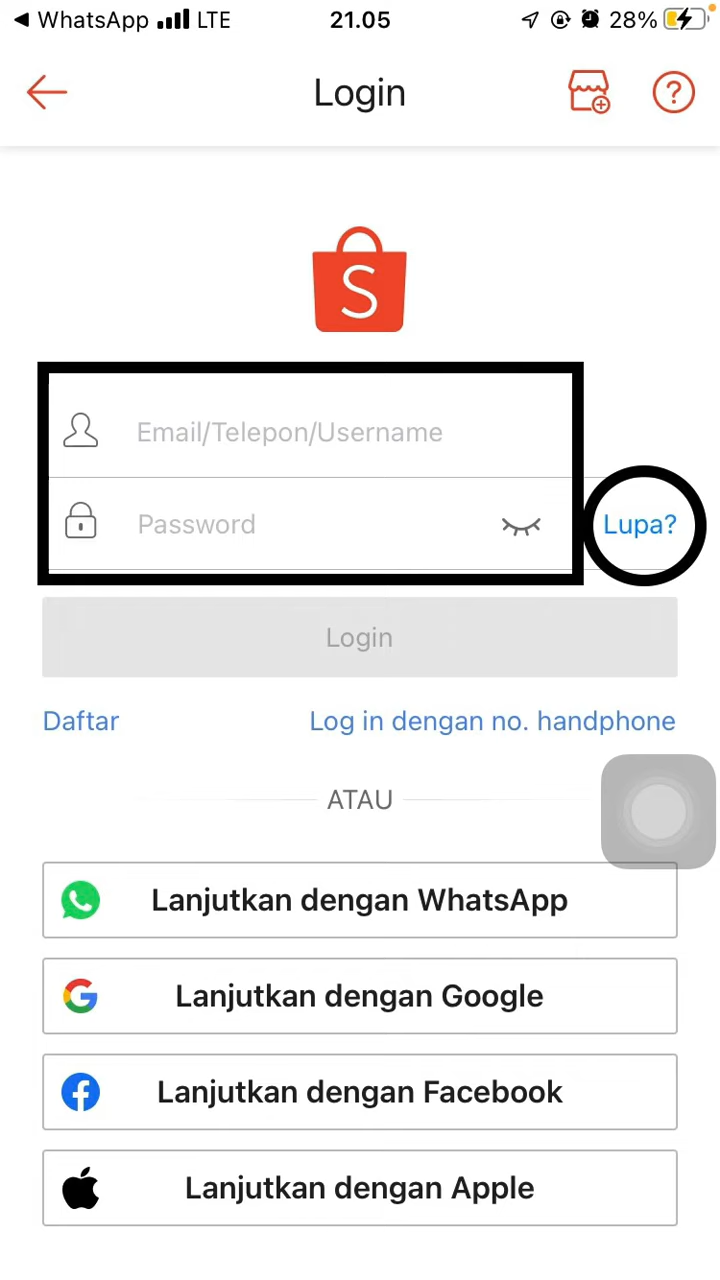 WhatsApp LTE 21.05 28%
Login ?
S
Email/Telepon/Username
Password Lupa?
Login
Daftar Log in dengan no. handphone
ATAU
Lanjutkan dengan WhatsApp
Lanjutkan dengan Google
Lanjutkan dengan Facebook
Lanjutkan dengan Apple